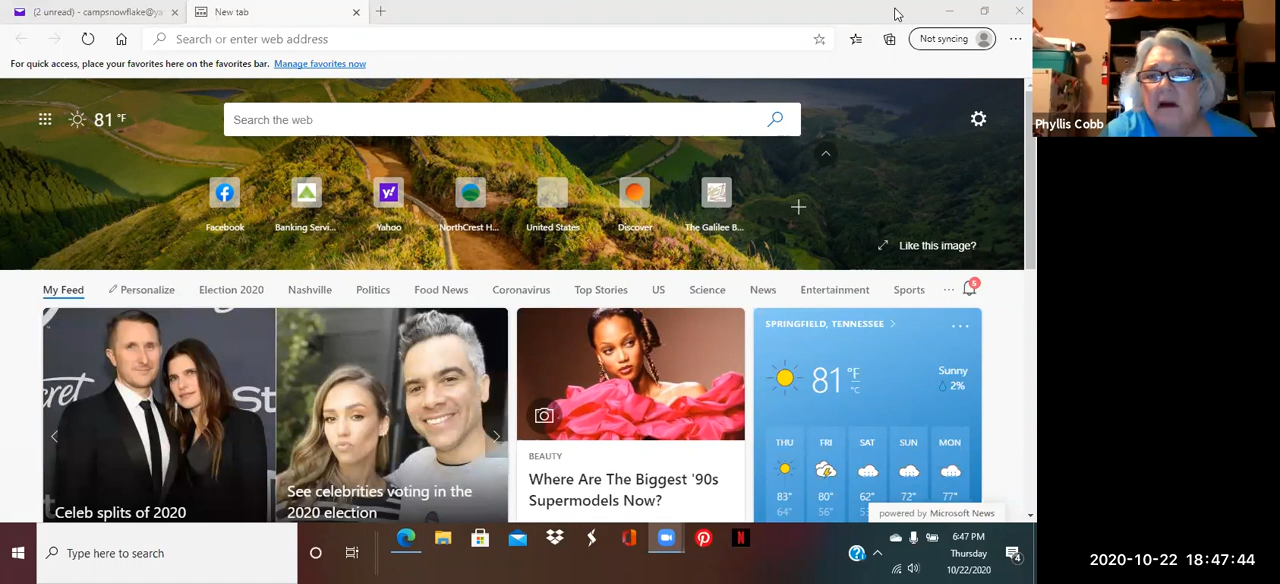 (2 unread) - campsnowflake@ya
New tab
Search or enter web address
Not syncing
For quick access, place your favorites here on the favorites bar. Manage favorites now
81 °F
Search the web
Facebook
Banking Servi...
Yahoo
NorthCrest H...
United States
Discover
The Galilee B...
Like this image?
My Feed
Personalize
Election 2020
Nashville
Politics
Food News
Coronavirus
Top Stories
US
Science
News
Entertainment
Sports
...
5
Celeb splits of 2020
See celebrities voting in the
2020 election
BEAUTY
Where Are The Biggest '90s
Supermodels Now?
SPRINGFIELD, TENNESSEE
81 °F
°C
Sunny
2%
THU FRI SAT SUN MON
83° 80° 62° 72° 77°
64° 56°
powered by Microsoft News
Type here to search
6:47 PM
Thursday
10/22/2020
4
Phyllis Cobb
2020-10-22 18:47:44